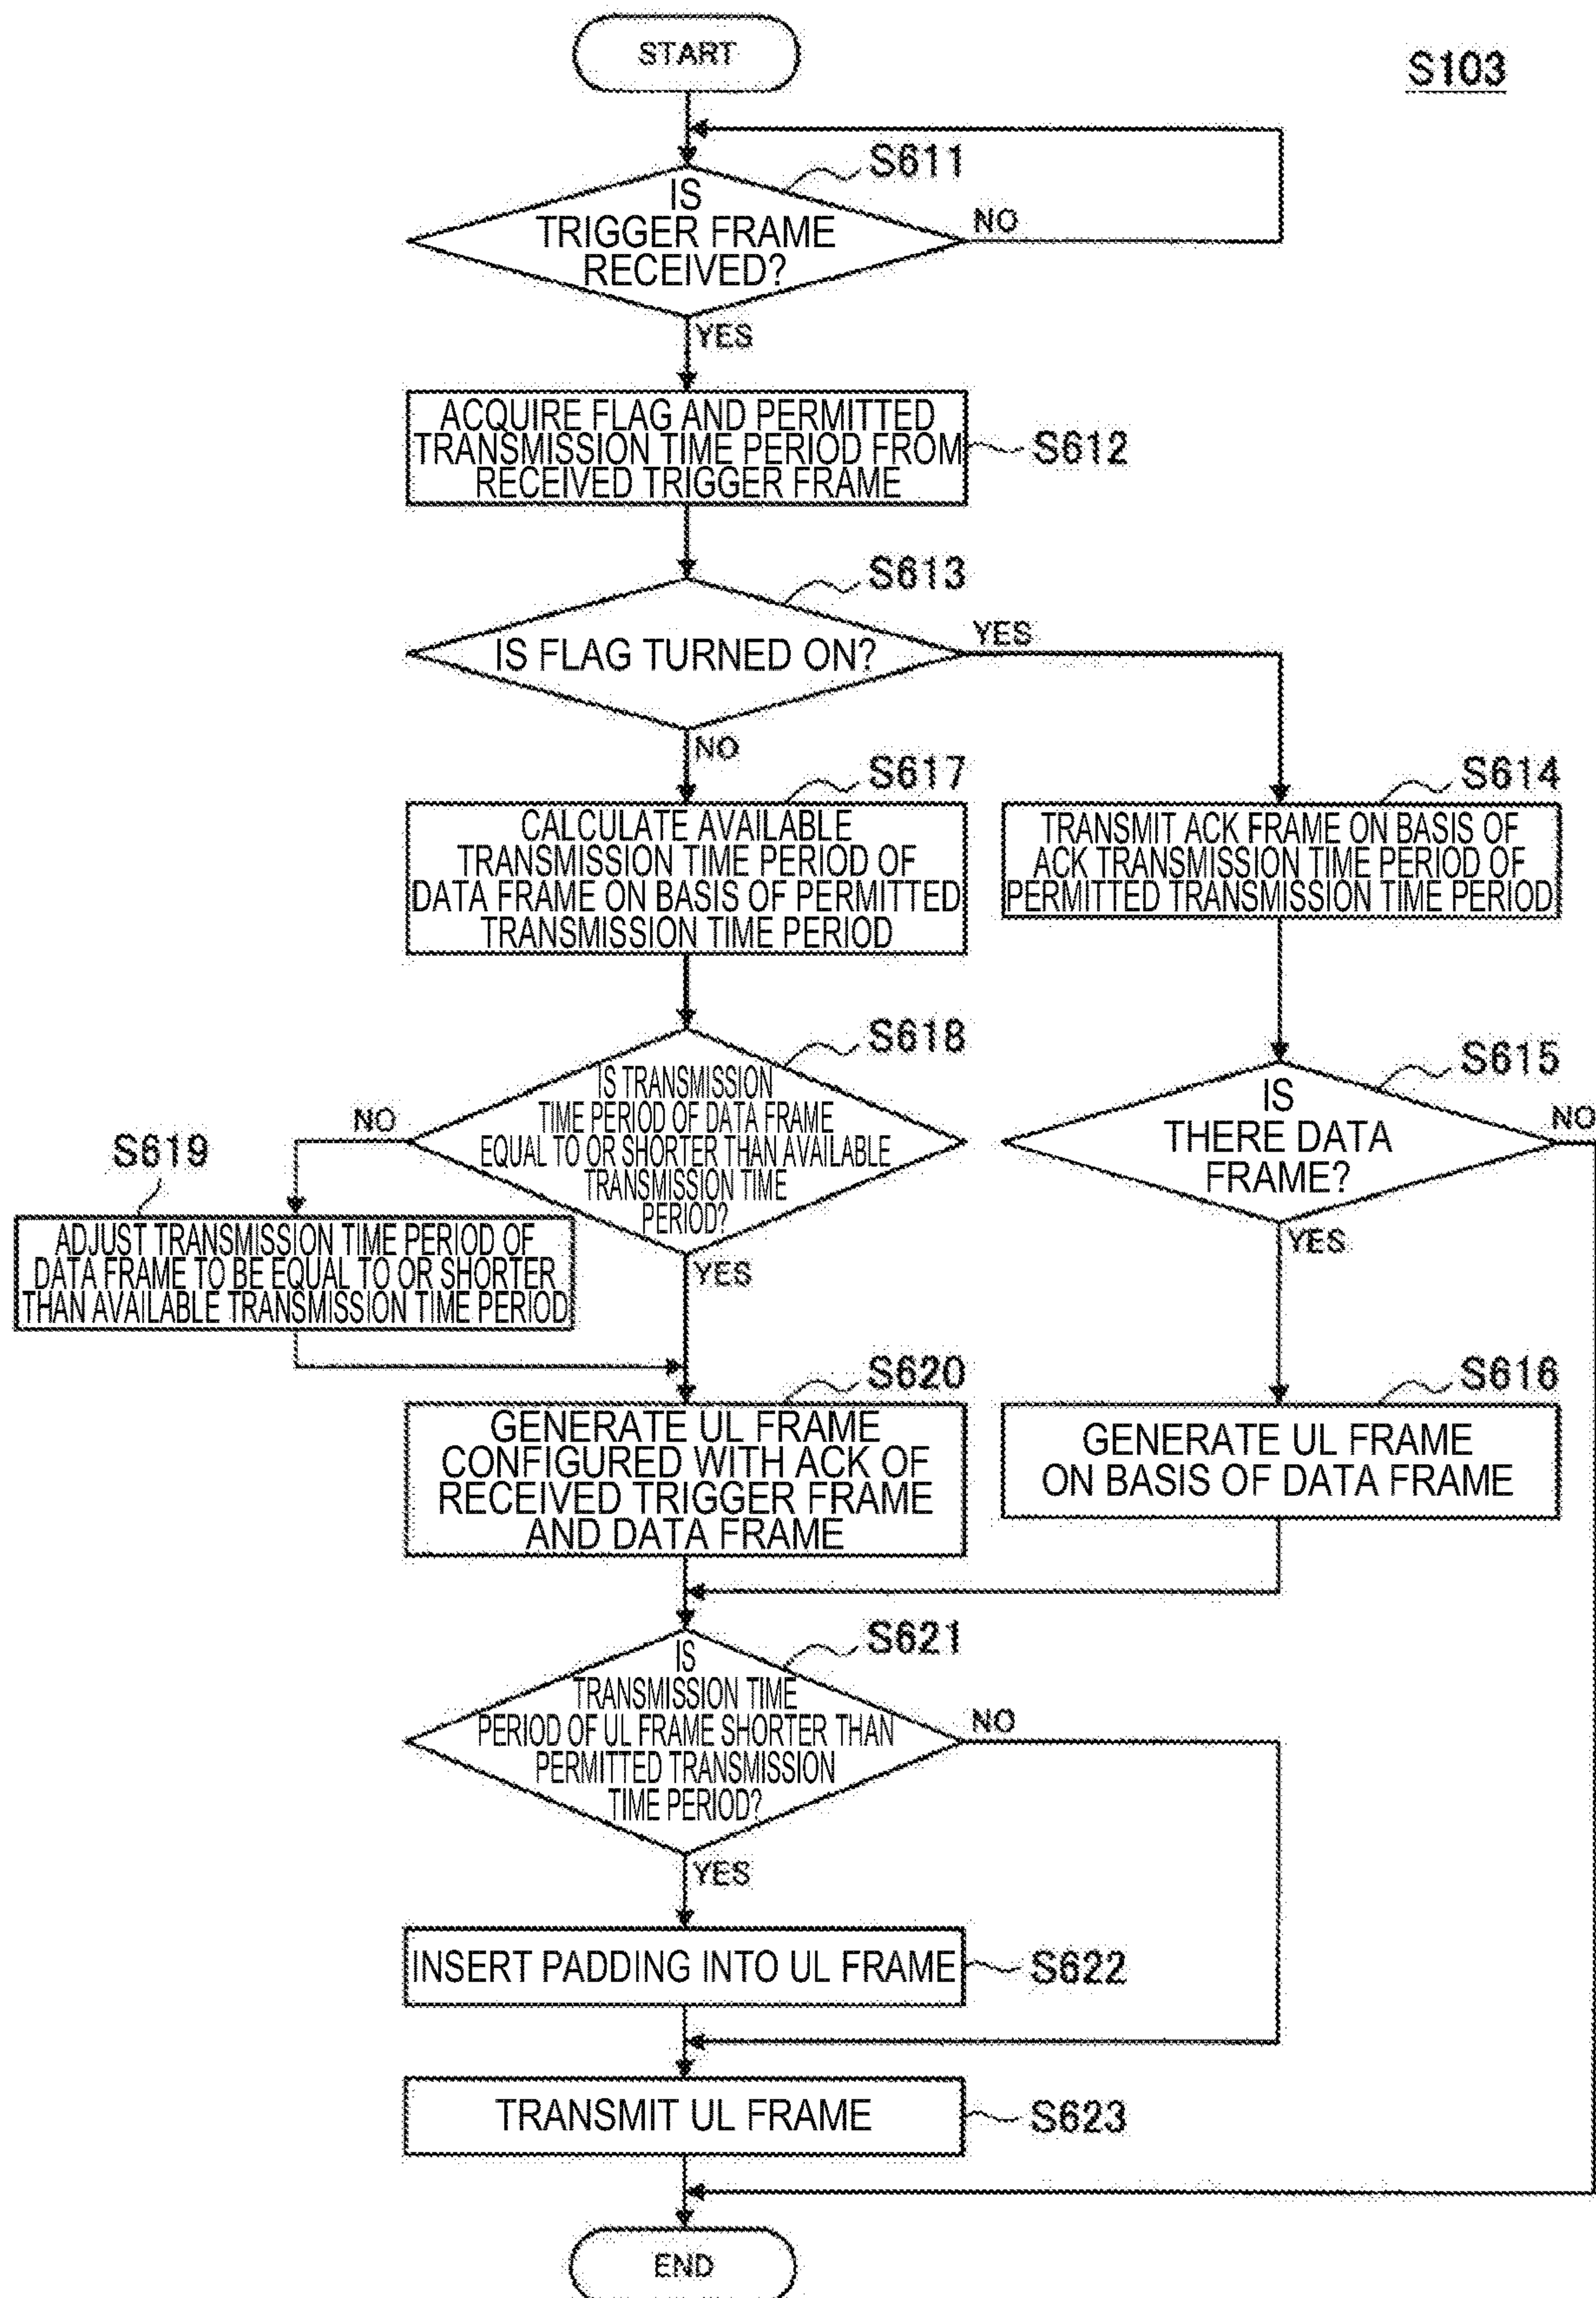 START
S103
S611
IS
TRIGGER FRAME
RECEIVED?
NO
YES
ACQUIRE FLAG AND PERMITTED
TRANSMISSION TIME PERIOD FROM
RECEIVED TRIGGER FRAME
S612
S613
IS FLAG TURNED ON?
YES
NO
S617
CALCULATE AVAILABLE
TRANSMISSION TIME PERIOD OF
DATA FRAME ON BASIS OF PERMITTED
TRANSMISSION TIME PERIOD
S614
TRANSMIT ACK FRAME ON BASIS OF
ACK TRANSMISSION TIME PERIOD OF
PERMITTED TRANSMISSION TIME PERIOD
S618
IS TRANSMISSION
TIME PERIOD OF DATA FRAME
EQUAL TO OR SHORTER THAN AVAILABLE
TRANSMISSION TIME
PERIOD?
NO
YES
S615
IS
THERE DATA
FRAME?
NO
YES
S619
ADJUST TRANSMISSION TIME PERIOD OF
DATA FRAME TO BE EQUAL TO OR SHORTER
THAN AVAILABLE TRANSMISSION TIME PERIOD
S620
GENERATE UL FRAME
CONFIGURED WITH ACK OF
RECEIVED TRIGGER FRAME
AND DATA FRAME
S616
GENERATE UL FRAME
ON BASIS OF DATA FRAME
S621
IS
TRANSMISSION TIME
PERIOD OF UL FRAME SHORTER THAN
PERMITTED TRANSMISSION
TIME PERIOD?
NO
YES
INSERT PADDING INTO UL FRAME
S622
TRANSMIT UL FRAME
S623
END